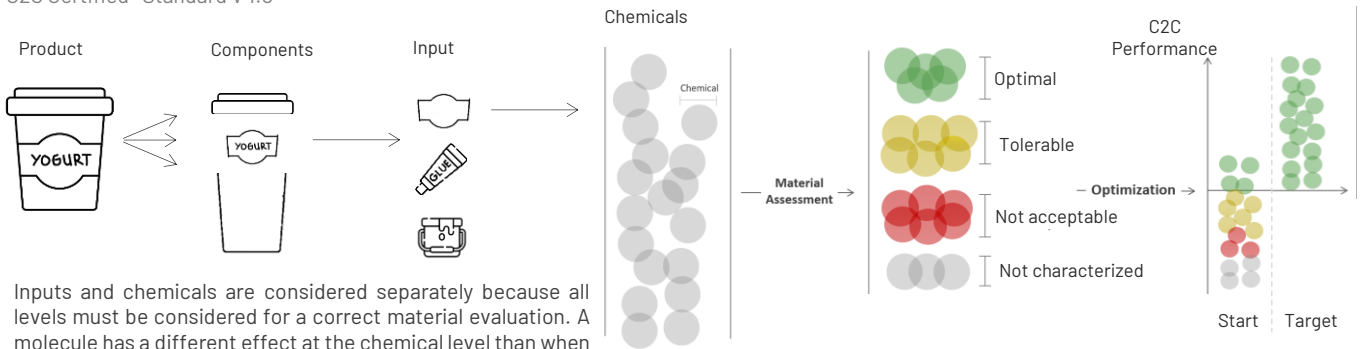 Product
Components
Input
Chemicals
YOGURT
YOGURT
GLUE
Chemical
Material
Assessment
Optimal
Tolerable
Not acceptable
Not characterized
Optimization
C2C
Performance
Start
Target
Inputs and chemicals are considered separately because all
levels must be considered for a correct material evaluation. A
molecule has a different effect at the chemical level than when